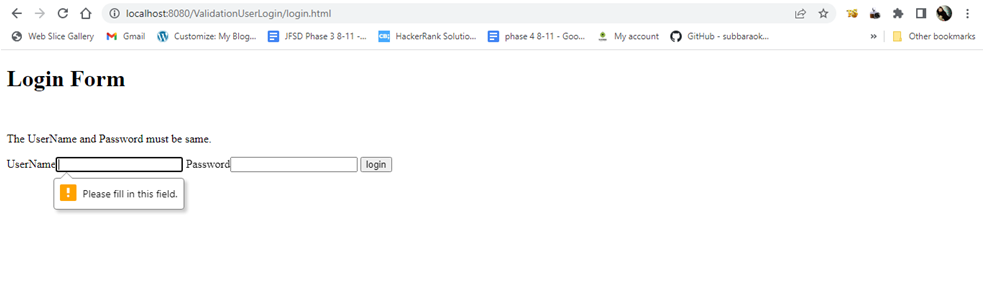 localhost:8080/ValidationUserLogin/login.html
Web Slice Gallery Gmail Customize: My Blog... JFSD Phase 3 8-11 -... HackerRank Solutio... phase 4 8-11 - Goo... My account GitHub - subbaraok... » Other bookmarks
Login Form
The UserName and Password must be same.
UserName Password login
Please fill in this field.